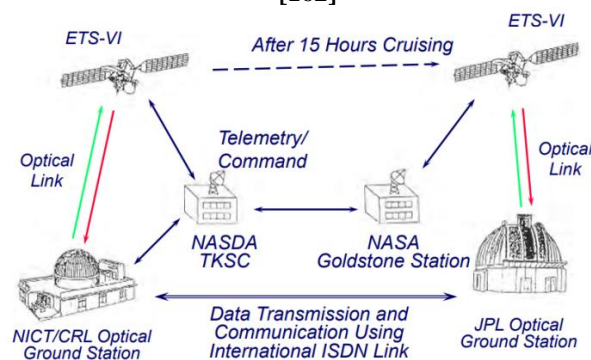 ETS-VI
After 15 Hours Cruising
ETS-VI
Optical
Link
Telemetry/
Command
Optical
Link
NASDA
TKSC
NASA
Goldstone Station
NICT/CRL Optical
Ground Station
Data Transmission and
Communication Using
International ISDN Link
JPL Optical
Ground Station